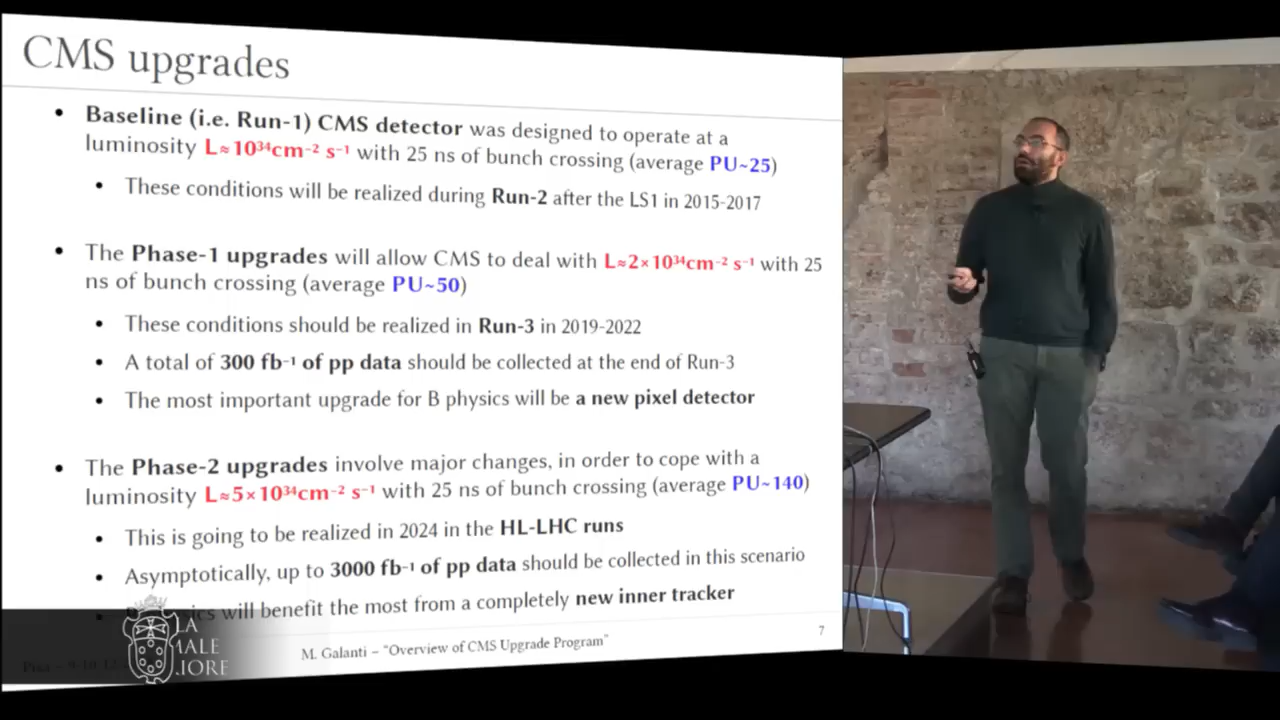 CMS upgrades
• Baseline (i.e. Run-1) CMS detector was designed to operate at a
luminosity L≈10³⁴cm⁻² s⁻¹ with 25 ns of bunch crossing (average PU~25)
• These conditions will be realized during Run-2 after the LS1 in 2015-2017
• The Phase-1 upgrades will allow CMS to deal with L≈2×10³⁴cm⁻² s⁻¹ with 25
ns of bunch crossing (average PU~50)
• These conditions should be realized in Run-3 in 2019-2022
• A total of 300 fb⁻¹ of pp data should be collected at the end of Run-3
• The most important upgrade for B physics will be a new pixel detector
• The Phase-2 upgrades involve major changes, in order to cope with a
luminosity L≈5×10³⁴cm⁻² s⁻¹ with 25 ns of bunch crossing (average PU~140)
• This is going to be realized in 2024 in the HL-LHC runs
• Asymptotically, up to 3000 fb⁻¹ of pp data should be collected in this scenario
• will benefit the most from a completely new inner tracker
7
M. Galanti – "Overview of CMS Upgrade Program"
LA
MALE
IORE